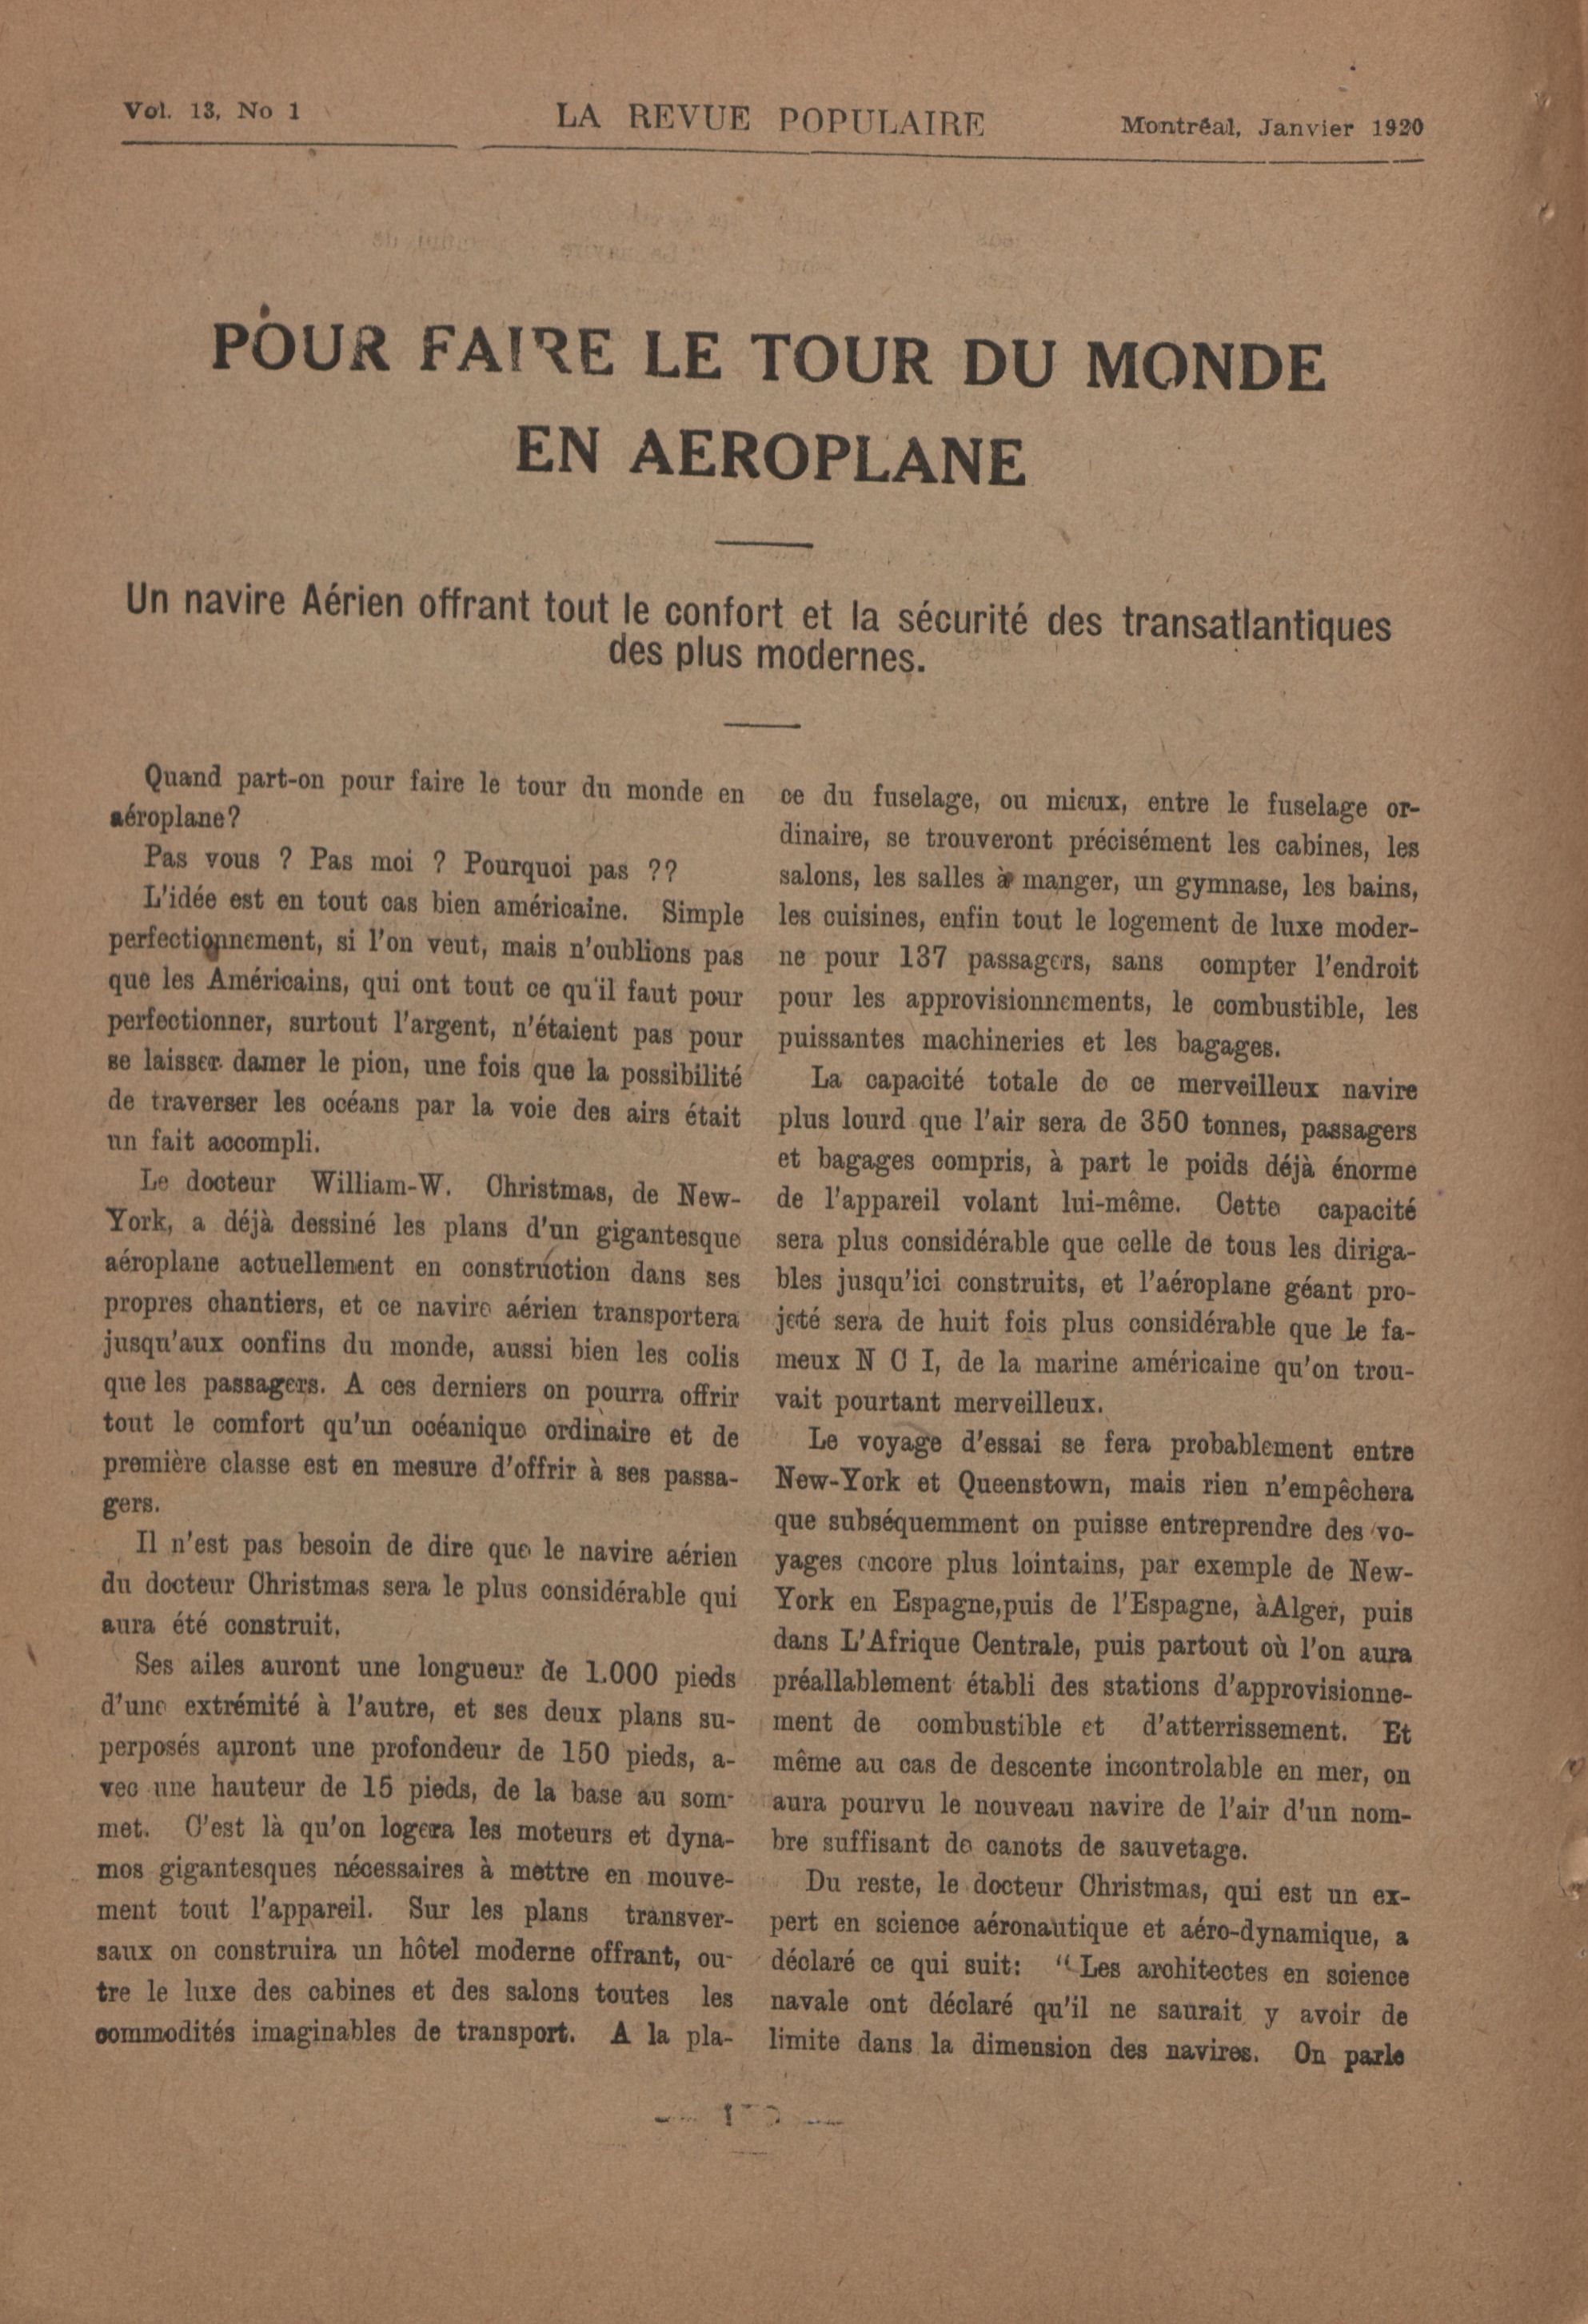 Vol. 13, No 1
LA REVUE POPULAIRE
Montréal, Janvier 1920
POUR FAIRE LE TOUR DU MONDE
EN AEROPLANE
Un navire Aérien offrant tout le confort et la sécurité des transatlantiques
des plus modernes.
Quand part-on pour faire le tour du monde en
aéroplane?
Pas vous ? Pas moi ? Pourquoi pas ??
L'idée est en tout cas bien américaine. Simple
perfectionnement, si l'on veut, mais n'oublions pas
que les Américains, qui ont tout ce qu'il faut pour
perfectionner, surtout l'argent, n'étaient pas pour
se laisser damer le pion, une fois que la possibilité
de traverser les océans par la voie des airs était
un fait accompli.
Le docteur William-W. Christmas, de New-
York, a déjà dessiné les plans d'un gigantesque
aéroplane actuellement en construction dans ses
propres chantiers, et ce navire aérien transportera
jusqu'aux confins du monde, aussi bien les colis
que les passagers. A ces derniers on pourra offrir
tout le comfort qu'un océanique ordinaire et de
première classe est en mesure d'offrir à ses passa-
gers.
Il n'est pas besoin de dire que le navire aérien
du docteur Christmas sera le plus considérable qui
aura été construit.
Ses ailes auront une longueur de 1.000 pieds
d'une extrémité à l'autre, et ses deux plans su-
perposés auront une profondeur de 150 pieds, a-
vec une hauteur de 15 pieds, de la base au som-
met. C'est là qu'on logera les moteurs et dyna-
mos gigantesques nécessaires à mettre en mouve-
ment tout l'appareil. Sur les plans transver-
saux on construira un hôtel moderne offrant, ou-
tre le luxe des cabines et des salons toutes les
commodités imaginables de transport. A la pla-
ce du fuselage, ou mieux, entre le fuselage or-
dinaire, se trouveront précisément les cabines, les
salons, les salles à manger, un gymnase, les bains,
les cuisines, enfin tout le logement de luxe moder-
ne pour 137 passagers, sans compter l'endroit
pour les approvisionnements, le combustible, les
puissantes machineries et les bagages.
La capacité totale de ce merveilleux navire
plus lourd que l'air sera de 350 tonnes, passagers
et bagages compris, à part le poids déjà énorme
de l'appareil volant lui-même. Cette capacité
sera plus considérable que celle de tous les diriga-
bles jusqu'ici construits, et l'aéroplane géant pro-
jeté sera de huit fois plus considérable que le fa-
meux N C I, de la marine américaine qu'on trou-
vait pourtant merveilleux.
Le voyage d'essai se fera probablement entre
New-York et Queenstown, mais rien n'empêchera
que subséquemment on puisse entreprendre des vo-
yages encore plus lointains, par exemple de New-
York en Espagne,puis de l'Espagne, àAlger, puis
dans L'Afrique Centrale, puis partout où l'on aura
préallablement établi des stations d'approvisionne-
ment de combustible et d'atterrissement. Et
même au cas de descente incontrolable en mer, on
aura pourvu le nouveau navire de l'air d'un nom-
bre suffisant de canots de sauvetage.
Du reste, le docteur Christmas, qui est un ex-
pert en science aéronautique et aéro-dynamique, a
déclaré ce qui suit: "Les architectes en science
navale ont déclaré qu'il ne saurait y avoir de
limite dans la dimension des navires. On parle